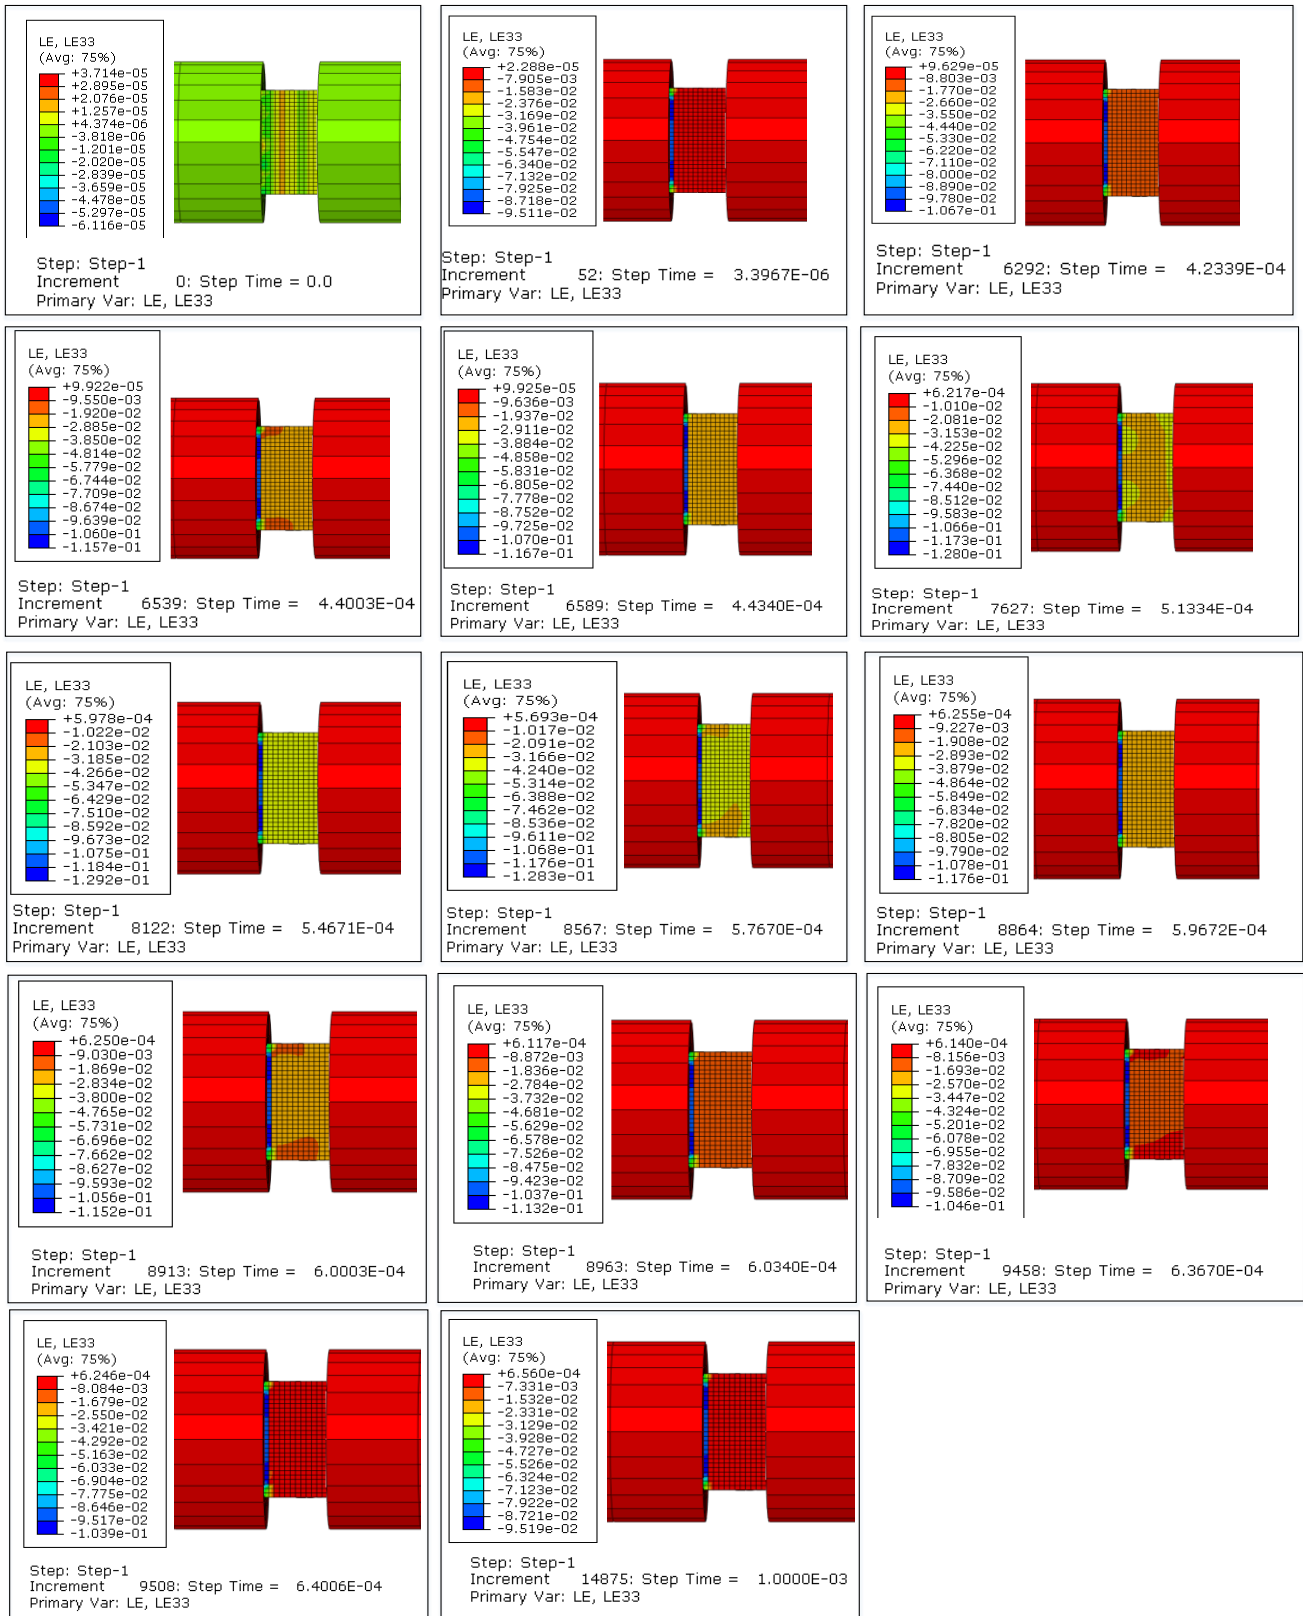 LE, LE33
(Avg: 75%)
+3.714e-05
+2.895e-05
+2.076e-05
+1.257e-05
+4.374e-06
-3.818e-06
-1.201e-05
-2.020e-05
-2.839e-05
-3.659e-05
-4.478e-05
-5.297e-05
-6.116e-05
Step: Step-1
Increment 0: Step Time = 0.0
Primary Var: LE, LE33
LE, LE33
(Avg: 75%)
+2.288e-05
-7.905e-03
-1.583e-02
-2.376e-02
-3.169e-02
-3.961e-02
-4.754e-02
-5.547e-02
-6.340e-02
-7.132e-02
-7.925e-02
-8.718e-02
-9.511e-02
Step: Step-1
Increment 52: Step Time = 3.3967E-06
Primary Var: LE, LE33
LE, LE33
(Avg: 75%)
+9.629e-05
-8.803e-03
-1.770e-02
-2.660e-02
-3.550e-02
-4.440e-02
-5.330e-02
-6.220e-02
-7.110e-02
-8.000e-02
-8.890e-02
-9.780e-02
-1.067e-01
Step: Step-1
Increment 6292: Step Time = 4.2339E-04
Primary Var: LE, LE33
LE, LE33
(Avg: 75%)
+9.922e-05
-9.550e-03
-1.920e-02
-2.885e-02
-3.850e-02
-4.814e-02
-5.779e-02
-6.744e-02
-7.709e-02
-8.674e-02
-9.639e-02
-1.060e-01
-1.157e-01
Step: Step-1
Increment 6539: Step Time = 4.4003E-04
Primary Var: LE, LE33
LE, LE33
(Avg: 75%)
+9.925e-05
-9.636e-03
-1.937e-02
-2.911e-02
-3.884e-02
-4.858e-02
-5.831e-02
-6.805e-02
-7.778e-02
-8.752e-02
-9.725e-02
-1.070e-01
-1.167e-01
Step: Step-1
Increment 6589: Step Time = 4.4340E-04
Primary Var: LE, LE33
LE, LE33
(Avg: 75%)
+6.217e-04
-1.010e-02
-2.081e-02
-3.153e-02
-4.225e-02
-5.296e-02
-6.368e-02
-7.440e-02
-8.512e-02
-9.583e-02
-1.066e-01
-1.173e-01
-1.280e-01
Step: Step-1
Increment 7627: Step Time = 5.1334E-04
Primary Var: LE, LE33
LE, LE33
(Avg: 75%)
+5.978e-04
-1.022e-02
-2.103e-02
-3.185e-02
-4.266e-02
-5.347e-02
-6.429e-02
-7.510e-02
-8.592e-02
-9.673e-02
-1.075e-01
-1.184e-01
-1.292e-01
Step: Step-1
Increment 8122: Step Time = 5.4671E-04
Primary Var: LE, LE33
LE, LE33
(Avg: 75%)
+5.693e-04
-1.017e-02
-2.091e-02
-3.166e-02
-4.240e-02
-5.314e-02
-6.388e-02
-7.462e-02
-8.536e-02
-9.611e-02
-1.068e-01
-1.176e-01
-1.283e-01
Step: Step-1
Increment 8567: Step Time = 5.7670E-04
Primary Var: LE, LE33
LE, LE33
(Avg: 75%)
+6.255e-04
-9.227e-03
-1.908e-02
-2.893e-02
-3.879e-02
-4.864e-02
-5.849e-02
-6.834e-02
-7.820e-02
-8.805e-02
-9.790e-02
-1.078e-01
-1.176e-01
Step: Step-1
Increment 8864: Step Time = 5.9672E-04
Primary Var: LE, LE33
LE, LE33
(Avg: 75%)
+6.250e-04
-9.030e-03
-1.869e-02
-2.834e-02
-3.800e-02
-4.765e-02
-5.731e-02
-6.696e-02
-7.662e-02
-8.627e-02
-9.593e-02
-1.056e-01
-1.152e-01
Step: Step-1
Increment 8913: Step Time = 6.0003E-04
Primary Var: LE, LE33
LE, LE33
(Avg: 75%)
+6.117e-04
-8.872e-03
-1.836e-02
-2.784e-02
-3.732e-02
-4.681e-02
-5.629e-02
-6.578e-02
-7.526e-02
-8.475e-02
-9.423e-02
-1.037e-01
-1.132e-01
Step: Step-1
Increment 8963: Step Time = 6.0340E-04
Primary Var: LE, LE33
LE, LE33
(Avg: 75%)
+6.140e-04
-8.156e-03
-1.693e-02
-2.570e-02
-3.447e-02
-4.324e-02
-5.201e-02
-6.078e-02
-6.955e-02
-7.832e-02
-8.709e-02
-9.586e-02
-1.046e-01
Step: Step-1
Increment 9458: Step Time = 6.3670E-04
Primary Var: LE, LE33
LE, LE33
(Avg: 75%)
+6.246e-04
-8.084e-03
-1.679e-02
-2.550e-02
-3.421e-02
-4.292e-02
-5.163e-02
-6.033e-02
-6.904e-02
-7.775e-02
-8.646e-02
-9.517e-02
-1.039e-01
Step: Step-1
Increment 9508: Step Time = 6.4006E-04
Primary Var: LE, LE33
LE, LE33
(Avg: 75%)
+6.560e-04
-7.331e-03
-1.532e-02
-2.331e-02
-3.129e-02
-3.928e-02
-4.727e-02
-5.526e-02
-6.324e-02
-7.123e-02
-7.922e-02
-8.721e-02
-9.519e-02
Step: Step-1
Increment 14875: Step Time = 1.0000E-03
Primary Var: LE, LE33